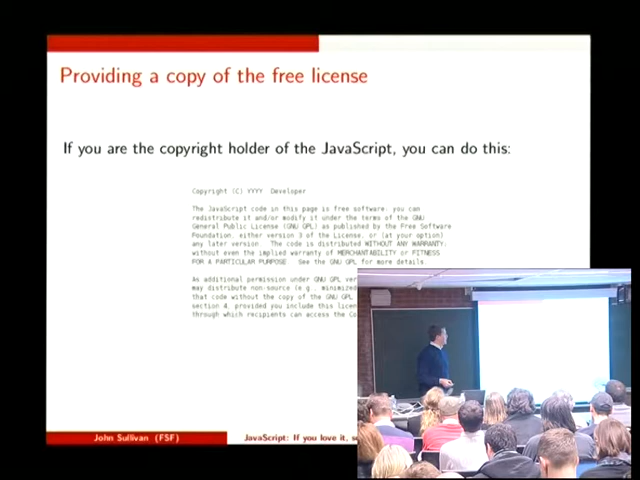 Providing a copy of the free license
If you are the copyright holder of the JavaScript, you can do this:
Copyright (C) YYYY Developer
The JavaScript code in this page is free software: you can
redistribute it and/or modify it under the terms of the GNU
General Public License (GNU GPL) as published by the Free Software
Foundation, either version 3 of the License, or (at your option)
any later version. The code is distributed WITHOUT ANY WARRANTY;
without even the implied warranty of MERCHANTABILITY or FITNESS
FOR A PARTICULAR PURPOSE. See the GNU GPL for more details.
As additional permission under GNU GPL ver
may distribute non-source (e.g., minimized
that code without the copy of the GNU GPL
section 4, provided you include this licen
through which recipients can access the Co
John Sullivan (FSF)
JavaScript: If you love it, s